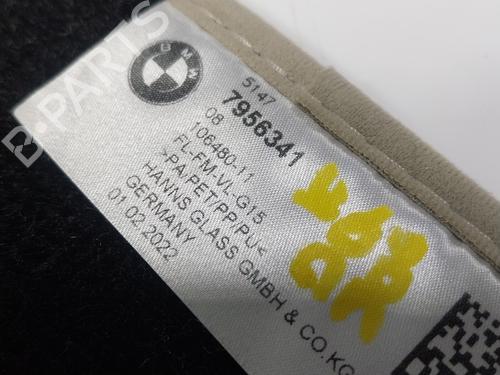 BMW
5147
7956341
08
106480-11
FL.FM-VL.G15
>PA/PET/PP/PU<
HANNS GLASS GMBH & CO.KG
GERMANY
01 02 2022
B-PARTS